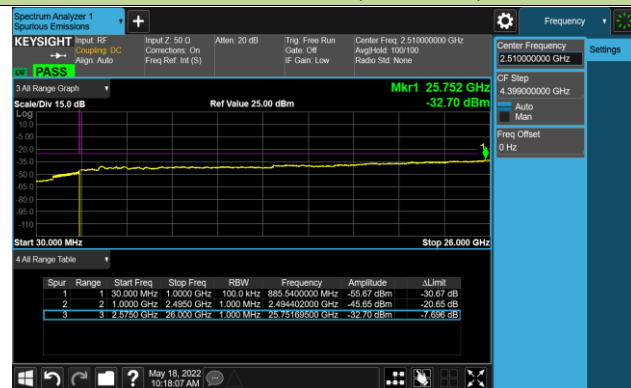 Spectrum Analyzer 1
Spurious Emissions
Frequency
KEYSIGHT
Input: RF
Coupling: DC
Align: Auto
Input Z: 50 Ω
Corrections: On
Freq Ref: Int (S)
Atten: 20 dB
Trig: Free Run
Gate: Off
IF Gain: Low
Center Freq: 2.510000000 GHz
Avg|Hold: 100/100
Radio Std: None
PASS
Center Frequency
2.510000000 GHz
Settings
CF Step
4.399000000 GHz
Auto
Man
Freq Offset
0 Hz
3 All Range Graph
Mkr1 25.752 GHz
Scale/Div 15.0 dB
Ref Value 25.00 dBm
-32.70 dBm
Log
10.0
-5.00
-20.0
-35.0
-50.0
-65.0
-80.0
-95.0
-110
1
Start 30.000 MHz
Stop 26.000 GHz
4 All Range Table
Spur Range Start Freq Stop Freq RBW Frequency Amplitude ΔLimit
1 1 30.000 MHz 1.0000 GHz 100.0 kHz 885.5400000 MHz -55.67 dBm -30.67 dB
2 2 1.0000 GHz 2.4950 GHz 1.000 MHz 2.494402000 GHz -45.65 dBm -20.65 dB
3 3 2.5750 GHz 26.000 GHz 1.000 MHz 25.75169500 GHz -32.70 dBm -7.696 dB
?
May 18, 2022
10:18:07 AM